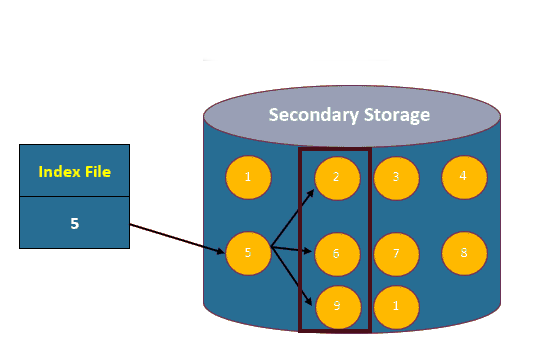 Secondary Storage
Index File
5
1 2 3 4
5 6 7 8
9 1